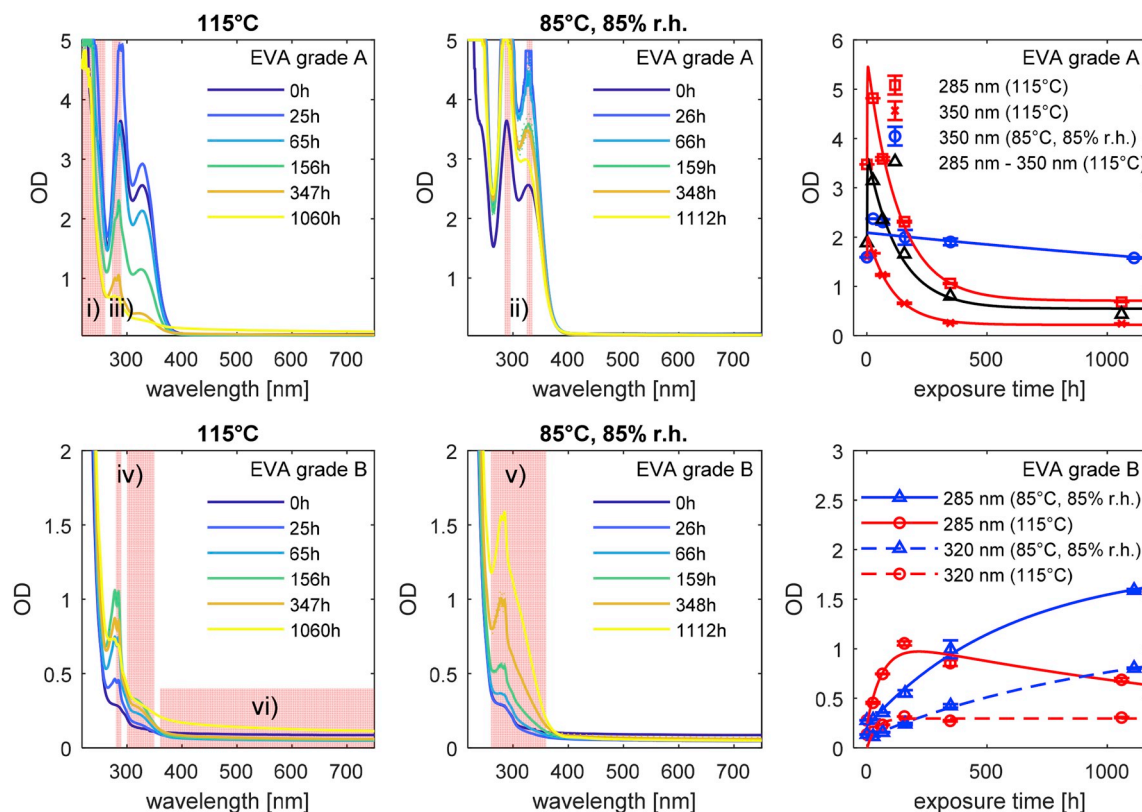 115°C
EVA grade A
0h
25h
65h
156h
347h
1060h
i)
iii)
OD
5
4
3
2
1
300 400 500 600 700
wavelength [nm]
85°C, 85% r.h.
EVA grade A
0h
26h
66h
159h
348h
1112h
ii)
OD
5
4
3
2
1
300 400 500 600 700
wavelength [nm]
EVA grade A
285 nm (115°C)
350 nm (115°C)
350 nm (85°C, 85% r.h.)
285 nm - 350 nm (115°C)
OD
6
5
4
3
2
1
0
0 500 1000
exposure time [h]
115°C
EVA grade B
iv)
0h
25h
65h
156h
347h
1060h
vi)
OD
2
1.5
1
0.5
0
300 400 500 600 700
wavelength [nm]
85°C, 85% r.h.
EVA grade B
v)
0h
26h
66h
159h
348h
1112h
OD
2
1.5
1
0.5
0
300 400 500 600 700
wavelength [nm]
EVA grade B
285 nm (85°C, 85% r.h.)
285 nm (115°C)
320 nm (85°C, 85% r.h.)
320 nm (115°C)
OD
3
2.5
2
1.5
1
0.5
0
0 500 1000
exposure time [h]